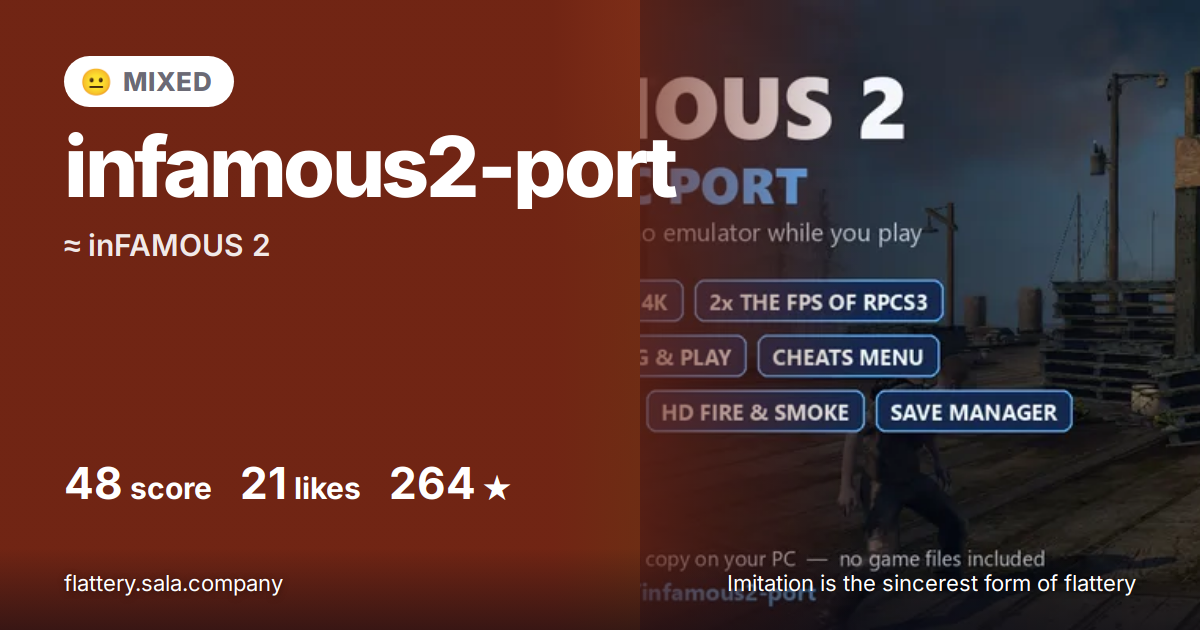 😐 MIXED
infamous2-port
≈ inFAMOUS 2
48 score 21 likes 264 ★
flattery.sala.company
OUS 2
PORT
emulator while you play
4K
2x THE FPS OF RPCS3
& PLAY
CHEATS MENU
HD FIRE & SMOKE
SAVE MANAGER
copy on your PC — no game files included
infamous2-port
Imitation is the sincerest form of flattery